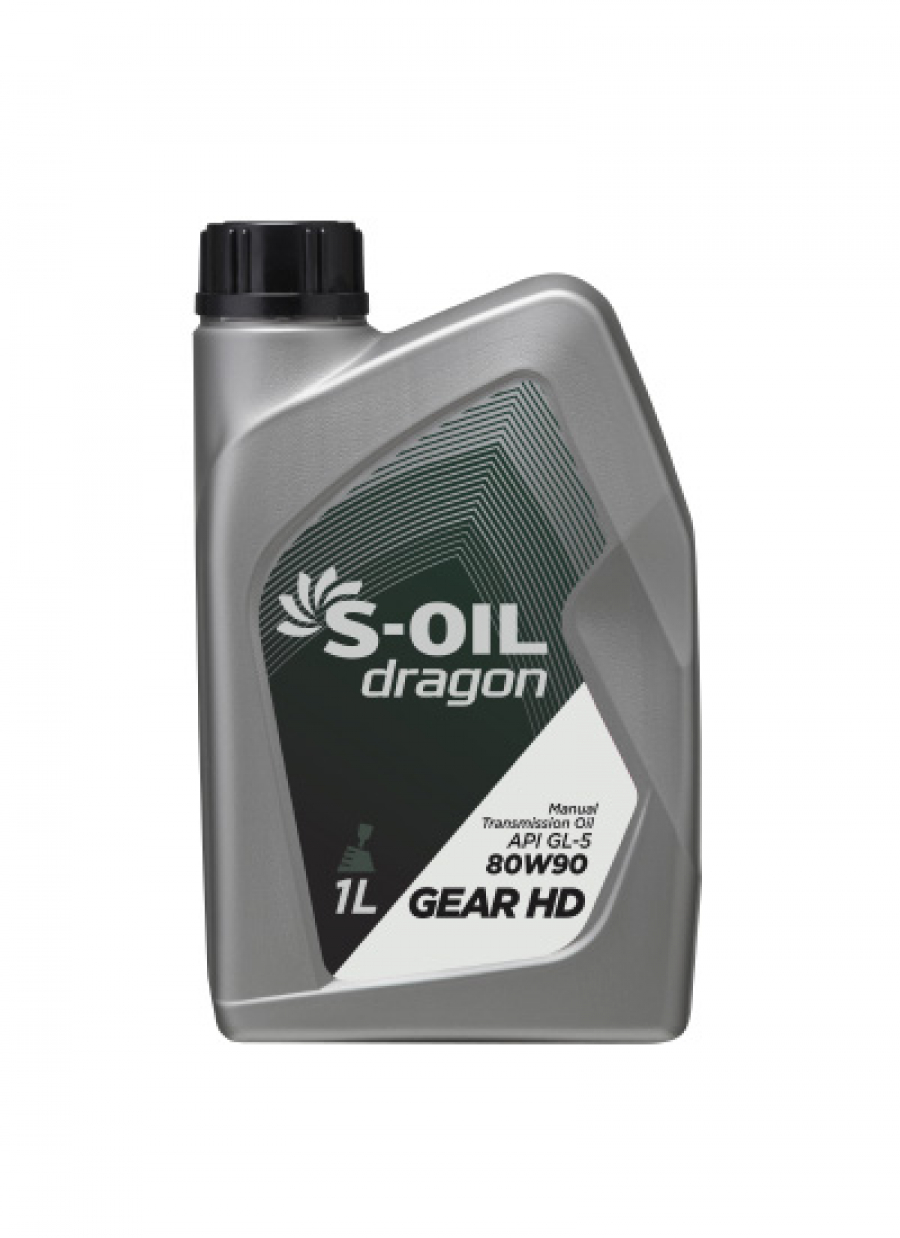 S-OIL
dragon
Manual
Transmission Oil
API GL-5
80W90
1L
GEAR HD